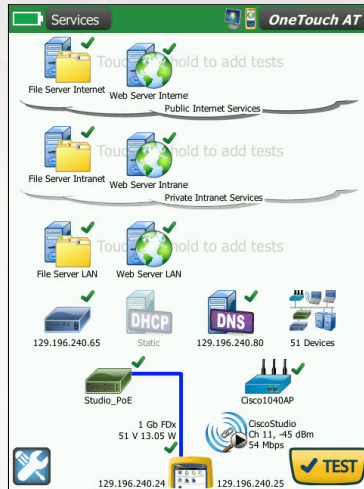 Services
OneTouch AT
Touch hold to add tests
File Server Internet
Web Server Interne
Public Internet Services
Touch hold to add tests
File Server Intranet
Web Server Intrane
Private Intranet Services
Touch hold to add tests
File Server LAN
Web Server LAN
DHCP
DNS
129.196.240.65
Static
129.196.240.80
51 Devices
Studio_PoE
Cisco1040AP
1 Gb FDx
51 V 13.05 W
CiscoStudio
Ch 11, -45 dBm
54 Mbps
TEST
129.196.240.24
129.196.240.25